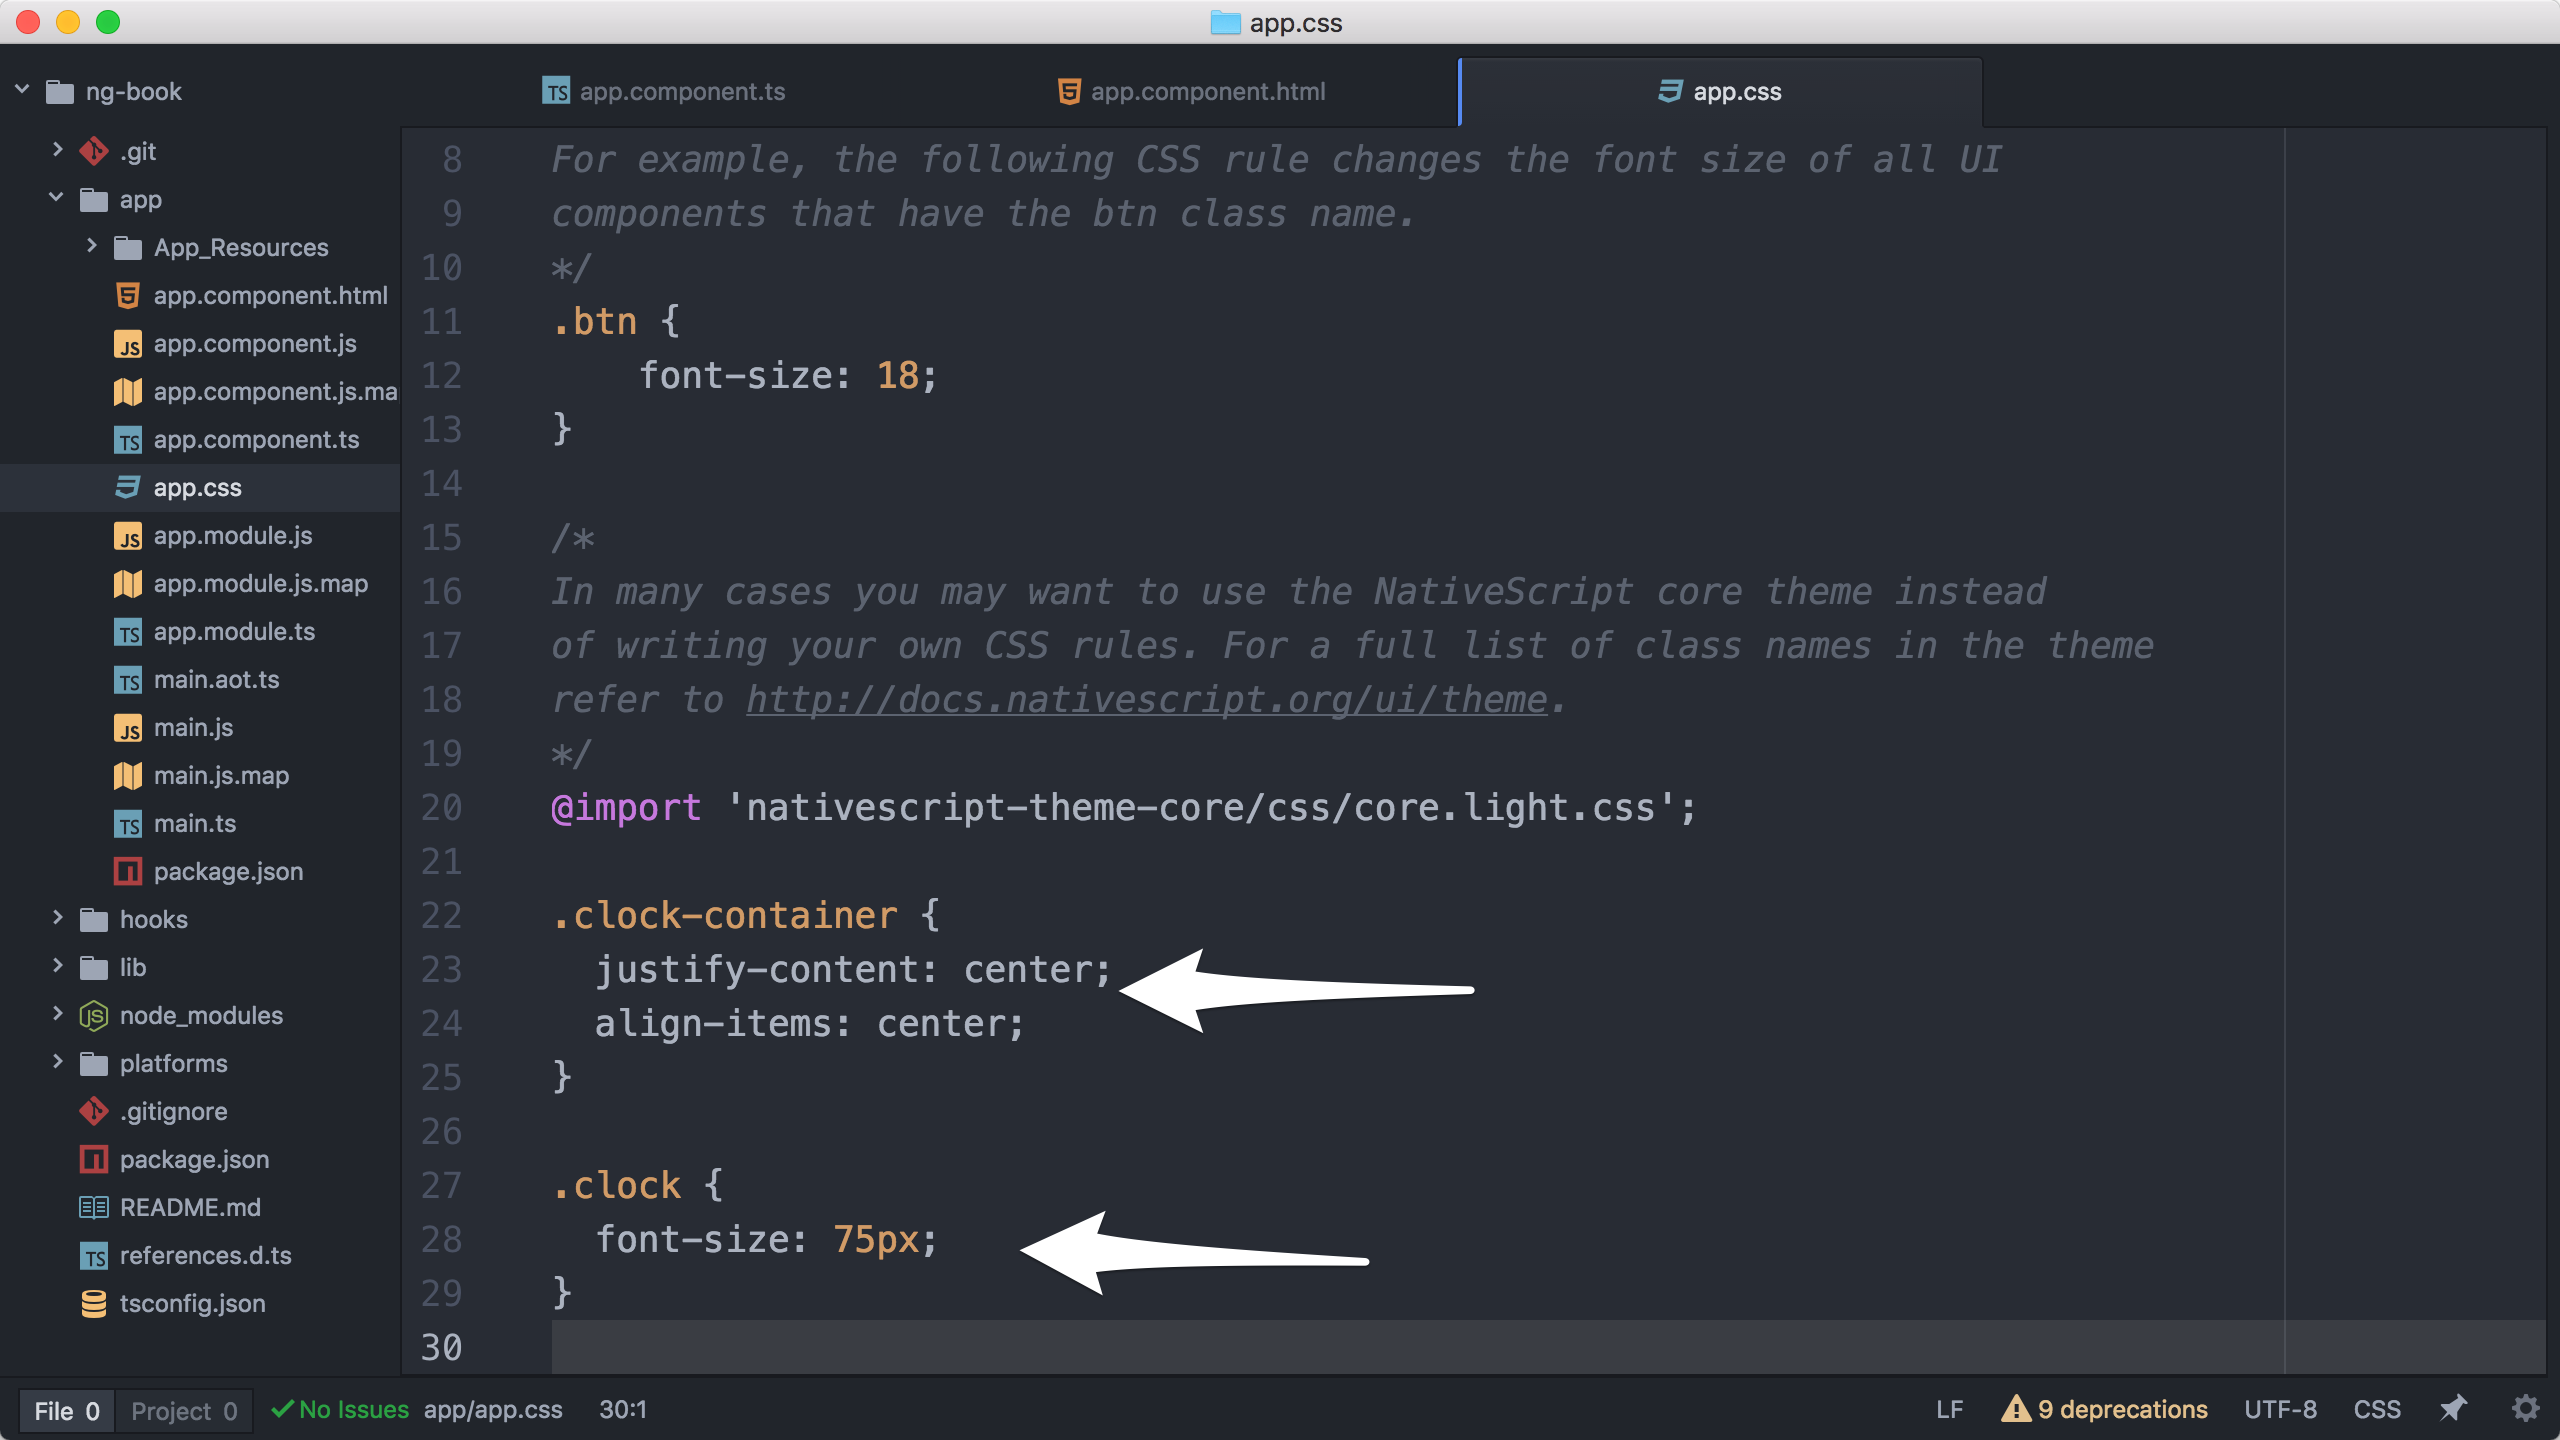 app.css
ng-book
.git
app
App_Resources
app.component.html
app.component.js
app.component.js.ma
app.component.ts
app.css
app.module.js
app.module.js.map
app.module.ts
main.aot.ts
main.js
main.js.map
main.ts
package.json
hooks
lib
node_modules
platforms
.gitignore
package.json
README.md
references.d.ts
tsconfig.json
app.component.ts
app.component.html
app.css
8 For example, the following CSS rule changes the font size of all UI
9 components that have the btn class name.
10 */
11 .btn {
12 font-size: 18;
13 }
14
15 /*
16 In many cases you may want to use the NativeScript core theme instead
17 of writing your own CSS rules. For a full list of class names in the theme
18 refer to http://docs.nativescript.org/ui/theme.
19 */
20 @import 'nativescript-theme-core/css/core.light.css';
21
22 .clock-container {
23 justify-content: center;
24 align-items: center;
25 }
26
27 .clock {
28 font-size: 75px;
29 }
30
File 0 Project 0 No Issues app/app.css 30:1 LF 9 deprecations UTF-8 CSS